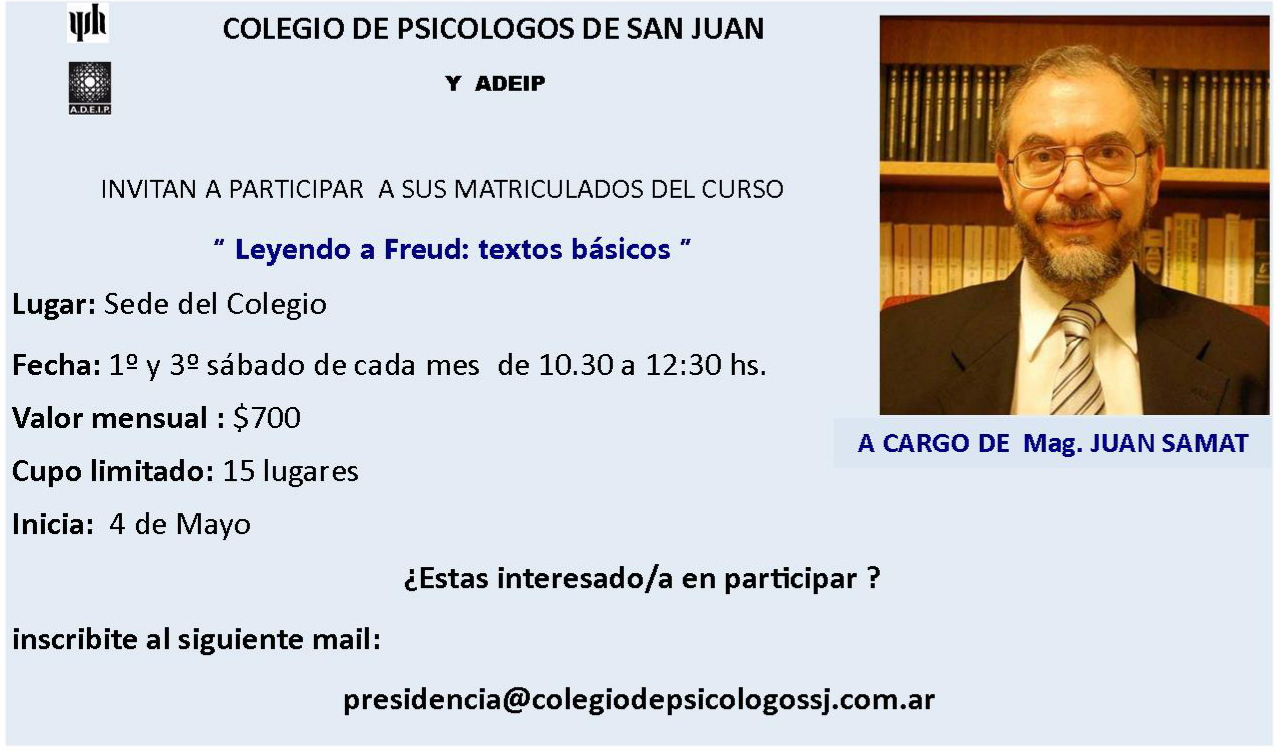 COLEGIO DE PSICOLOGOS DE SAN JUAN
Y ADEIP
A.D.E.I.P.
INVITAN A PARTICIPAR A SUS MATRICULADOS DEL CURSO
“ Leyendo a Freud: textos básicos ”
Lugar: Sede del Colegio
Fecha: 1º y 3º sábado de cada mes de 10.30 a 12:30 hs.
Valor mensual : $700
Cupo limitado: 15 lugares
Inicia: 4 de Mayo
A CARGO DE Mag. JUAN SAMAT
¿Estas interesado/a en participar ?
inscribite al siguiente mail:
presidencia@colegiodepsicologossj.com.ar